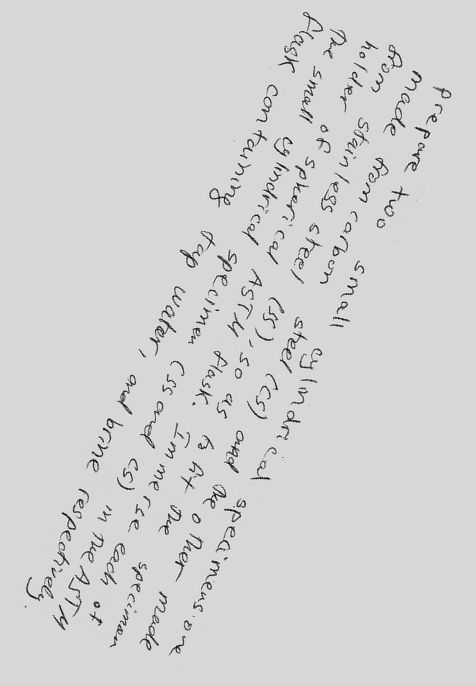 prepare two small cylindrical specimens. one
made from carbon steel (CS) and the other made
from stainless steel (SS), so as to fit the specimen
holder of spherical ASTM flask. Immerse each of
the small cylindrical specimen (SS and CS) in the ASTM
flask containing tap water, and brine respectively.